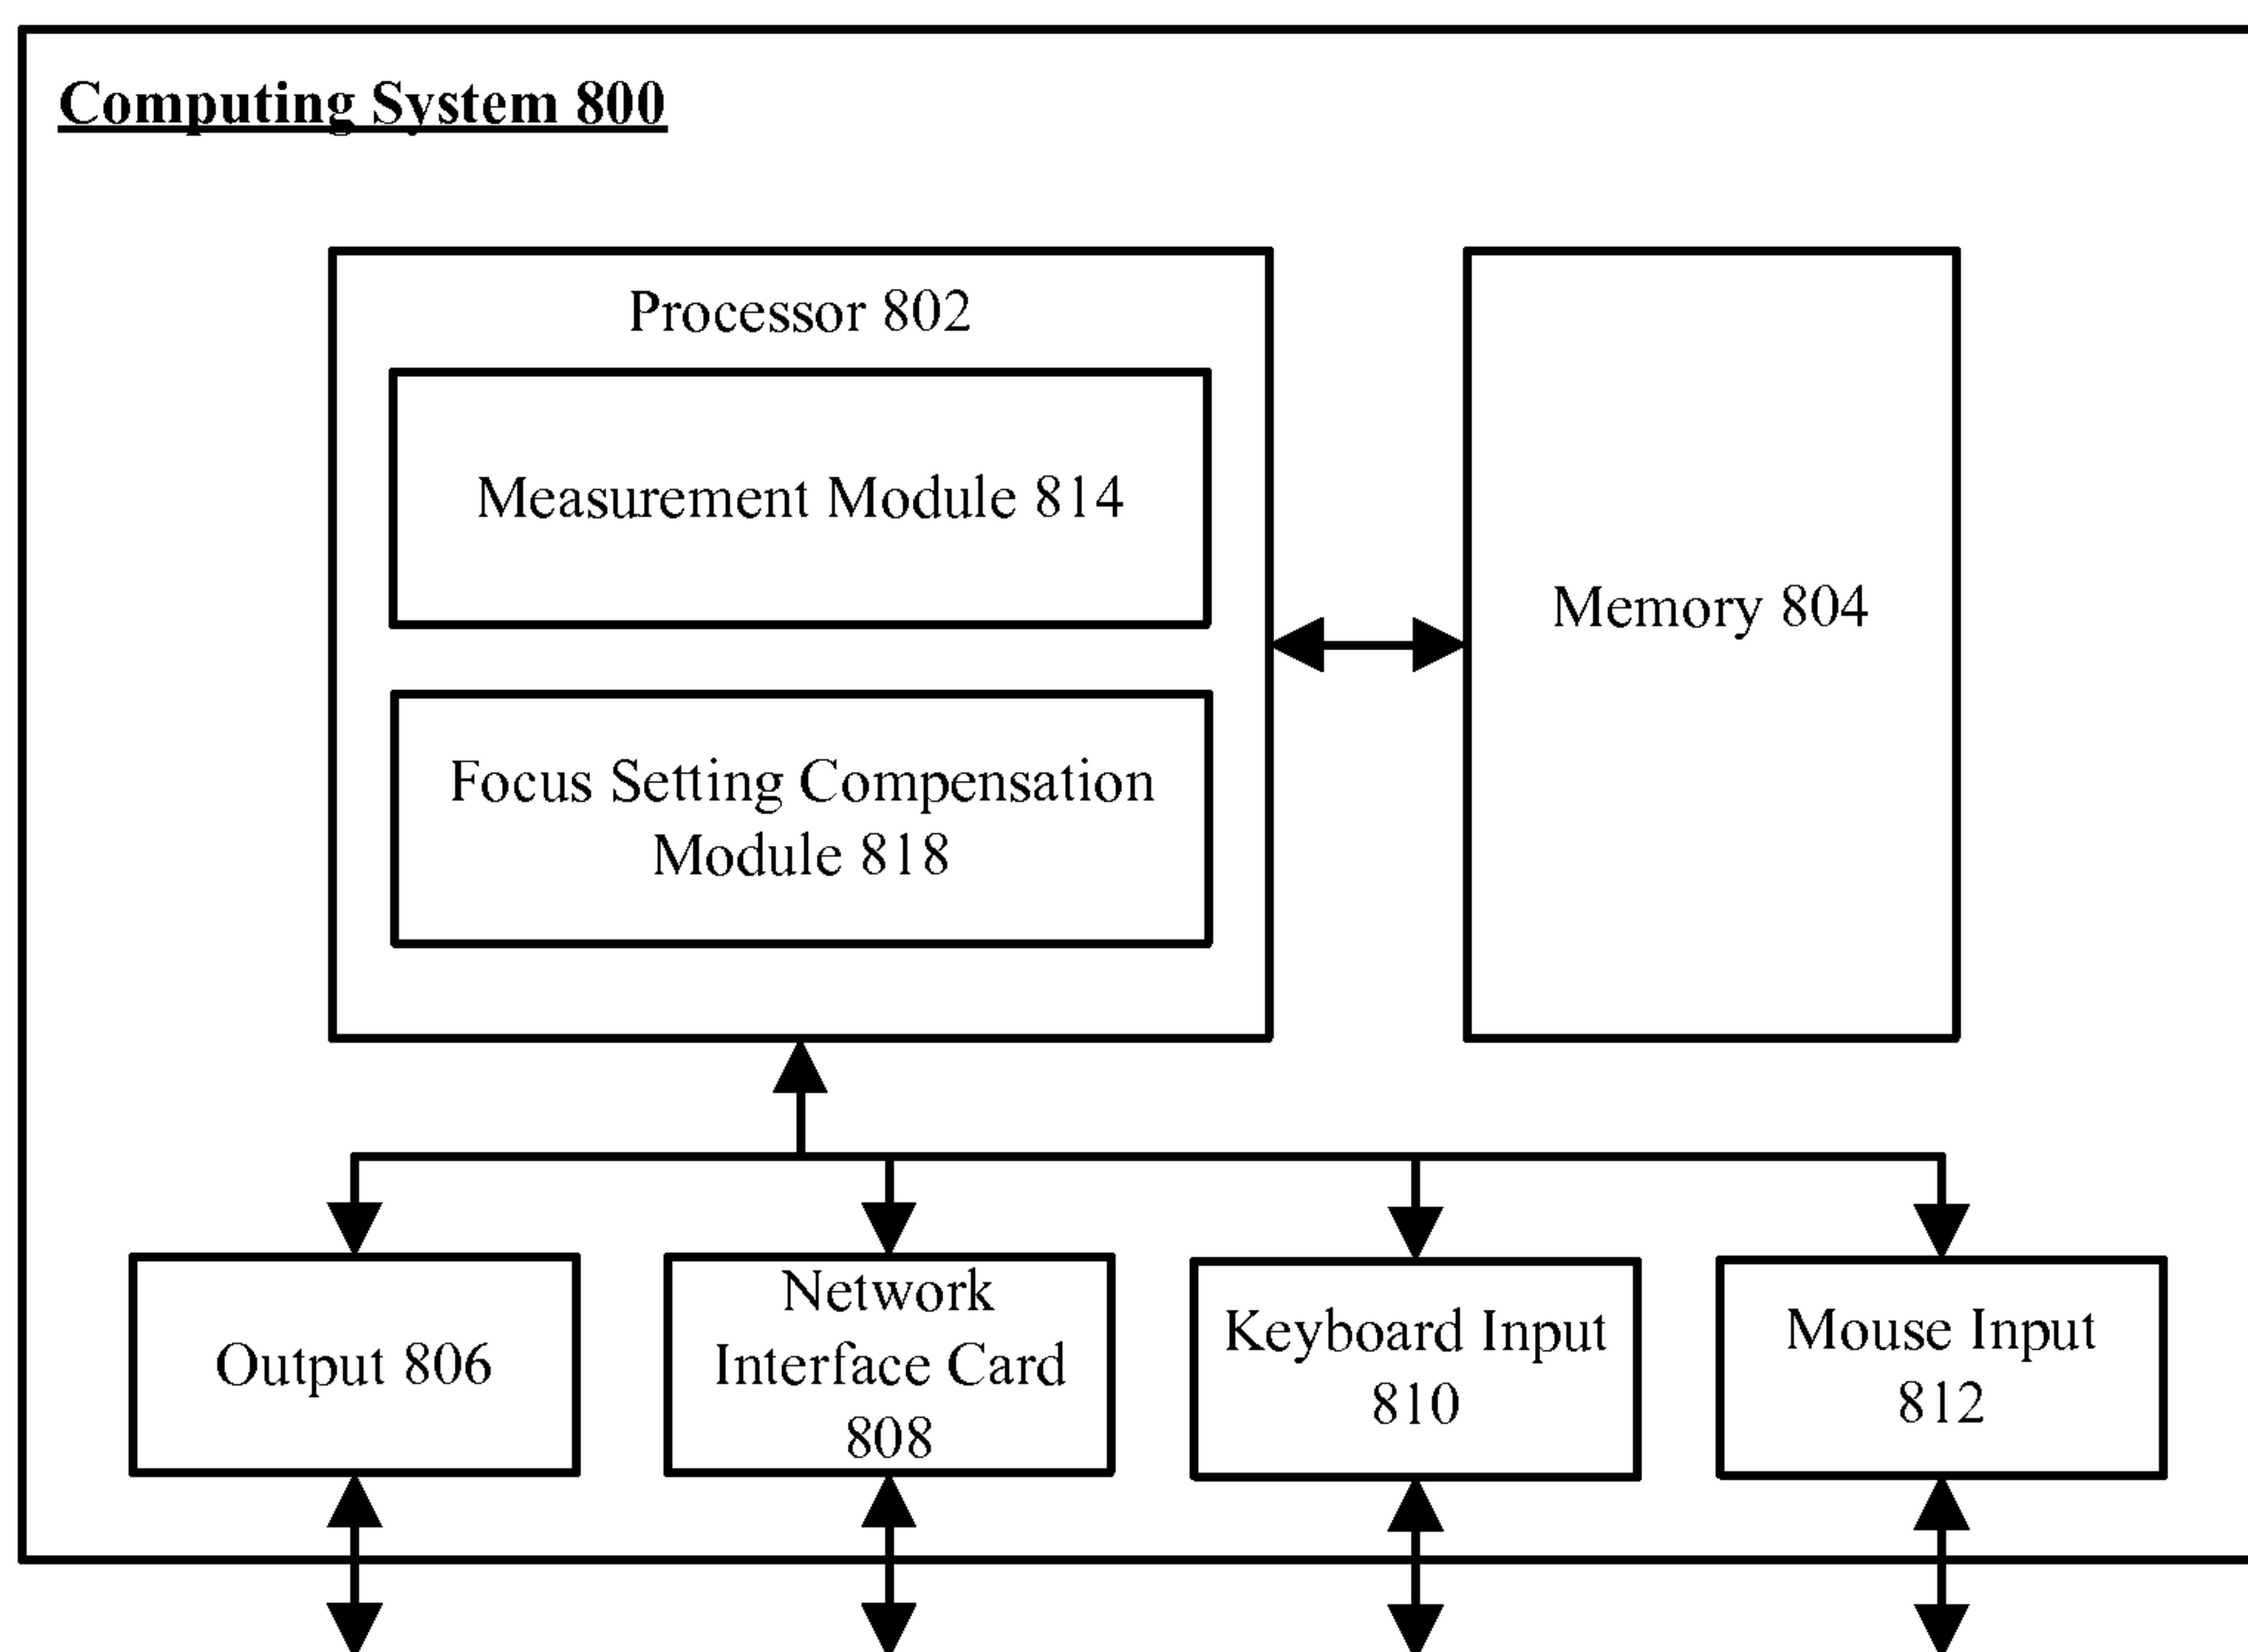 Computing System 800
Processor 802
Measurement Module 814
Focus Setting Compensation
Module 818
Memory 804
Output 806
Network
Interface Card
808
Keyboard Input
810
Mouse Input
812